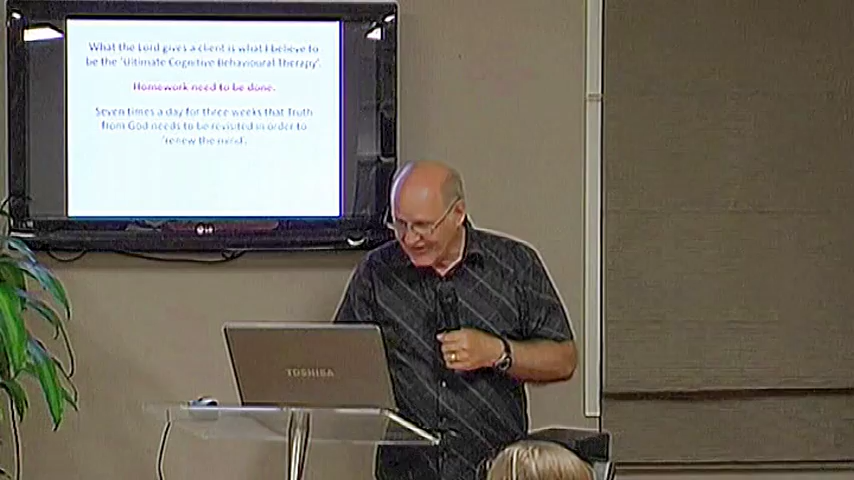 What the Lord gives a client is what I believe to
be the 'Ultimate Cognitive Behavioural Therapy'.
Homework need to be done.
Seven times a day for three weeks that Truth
from God needs to be revisited in order to
'renew the mind'.
LG
TOSHIBA